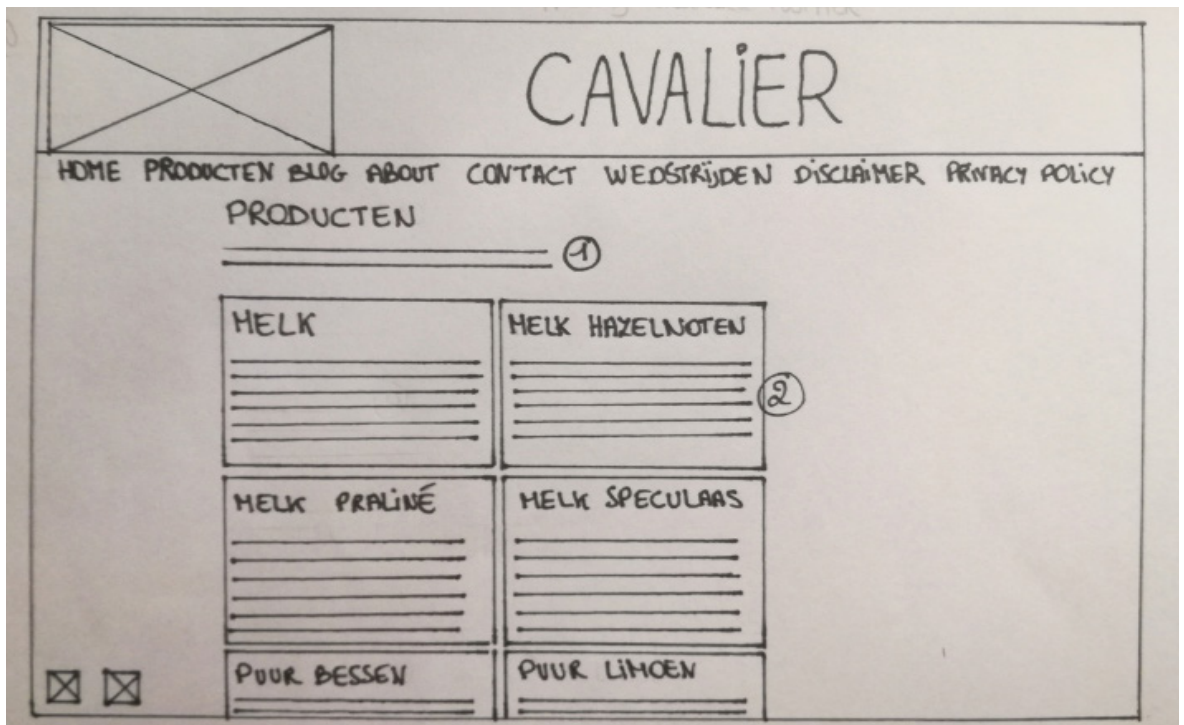 CAVALIER
HOME PRODUCTEN BLOG ABOUT CONTACT WEDSTRIJDEN DISCLAIMER PRIVACY POLICY
PRODUCTEN
1
MELK
MELK HAZELNOTEN
2
MELK PRALINÉ
MELK SPECULAAS
PUUR BESSEN
PUUR LIMOEN